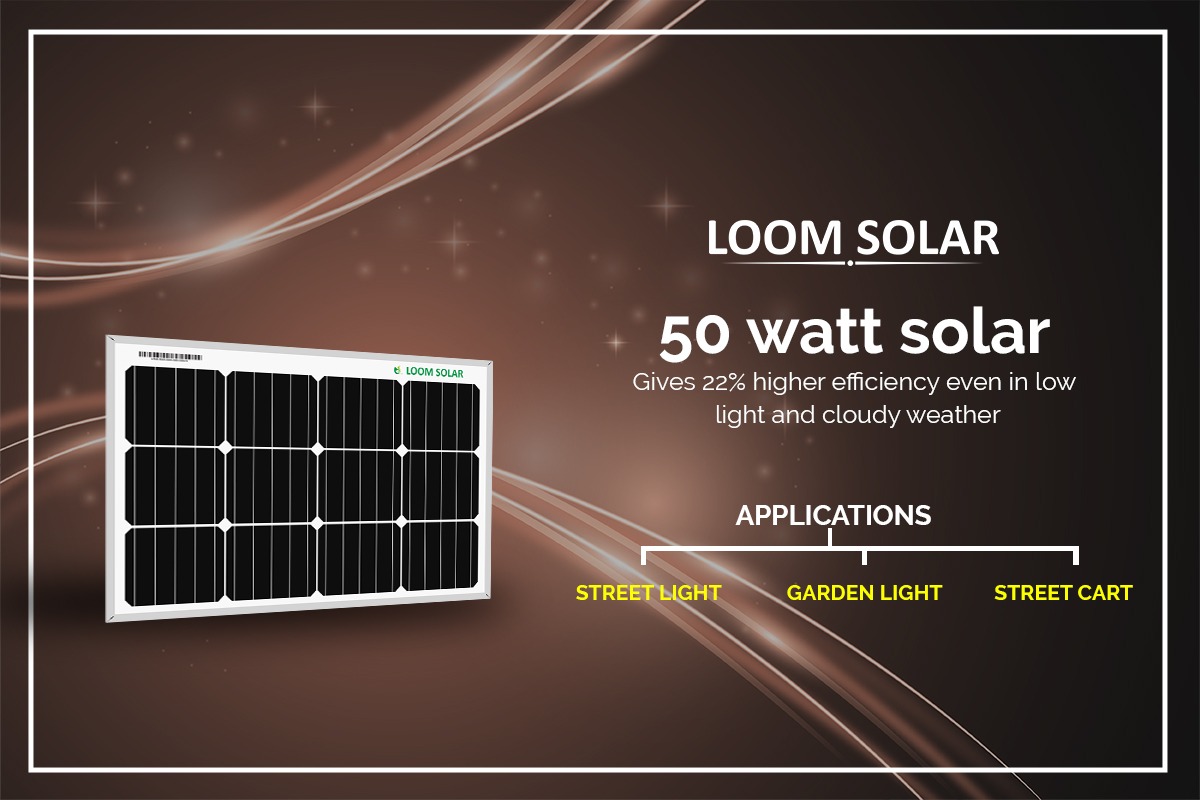 LOOM SOLAR
LOOM SOLAR
50 watt solar
Gives 22% higher efficiency even in low
light and cloudy weather
APPLICATIONS
STREET LIGHT
GARDEN LIGHT
STREET CART